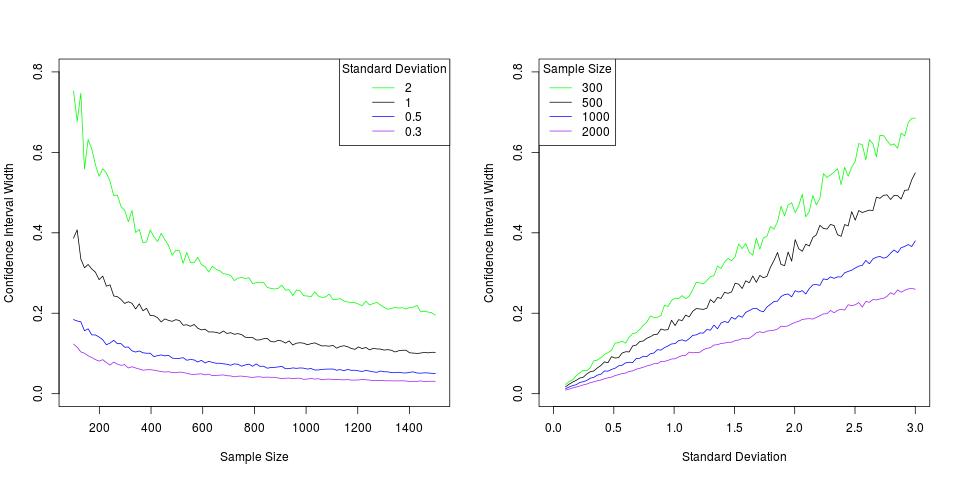 Standard Deviation
2
1
0.5
0.3
Confidence Interval Width
0.0
0.2
0.4
0.6
0.8
200 400 600 800 1000 1200 1400
Sample Size
Sample Size
300
500
1000
2000
Confidence Interval Width
0.0
0.2
0.4
0.6
0.8
0.0 0.5 1.0 1.5 2.0 2.5 3.0
Standard Deviation